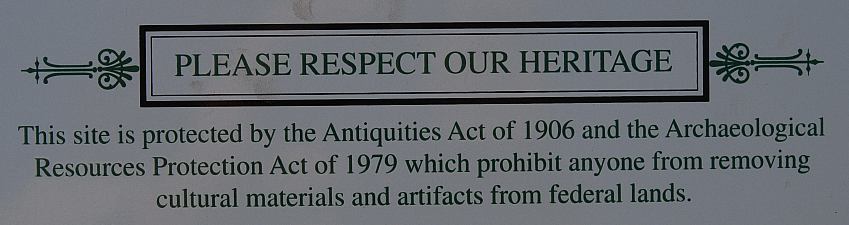 PLEASE RESPECT OUR HERITAGE
This site is protected by the Antiquities Act of 1906 and the Archaeological
Resources Protection Act of 1979 which prohibit anyone from removing
cultural materials and artifacts from federal lands.